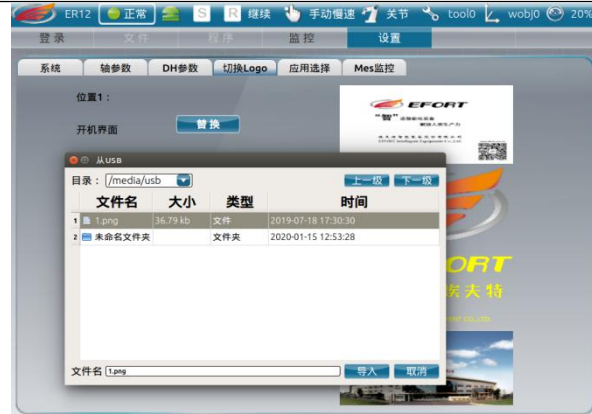 ER12 正常 S R 继续 手动慢速 关节 tool0 wobj0 20%
登录 文件 程序 监控 设置
系统 轴参数 DH参数 切换Logo 应用选择 Mes监控
位置1：
开机界面 替换
EFORT
从USB
目录： /media/usb 上一级 下一级
文件名 大小 类型 时间
1 1.png 36.79 kb 文件 2019-07-18 17:30:30
2 未命名文件夹 文件夹 2020-01-15 12:53:28
文件名 1.png 导入 取消
ORT
埃夫特